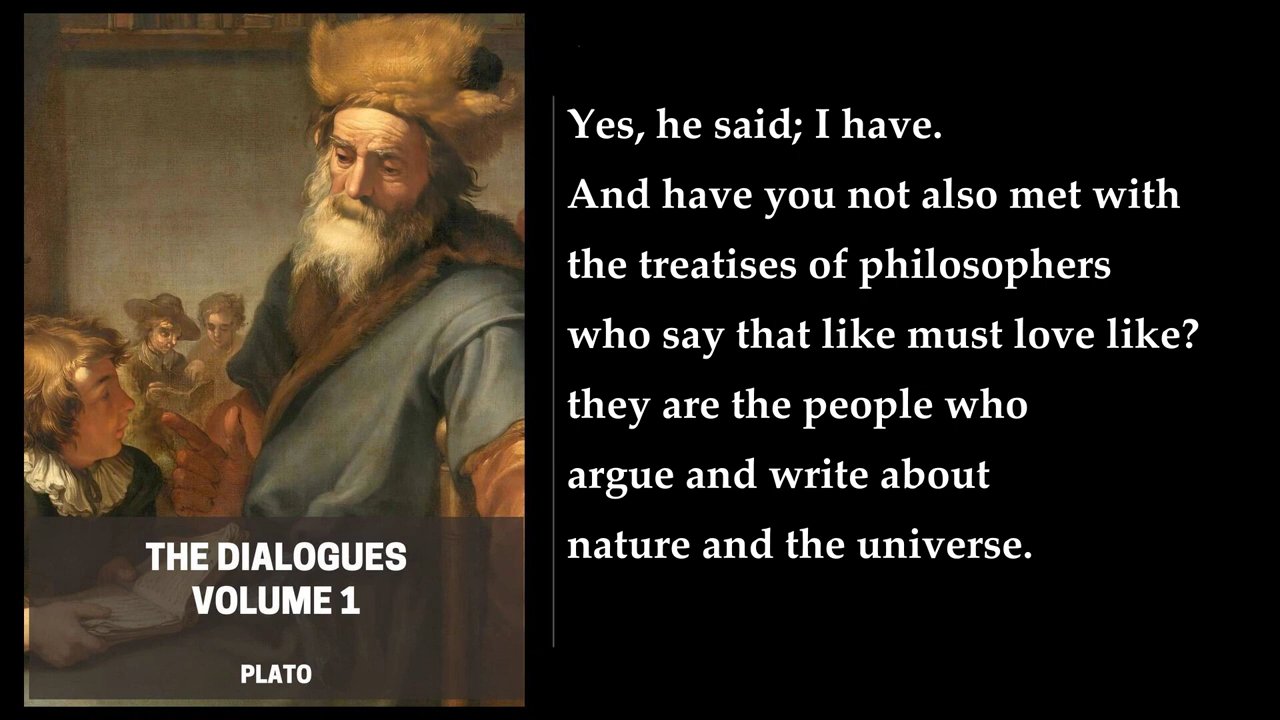 THE DIALOGUES
VOLUME 1
PLATO
Yes, he said; I have.
And have you not also met with
the treatises of philosophers
who say that like must love like?
they are the people who
argue and write about
nature and the universe.